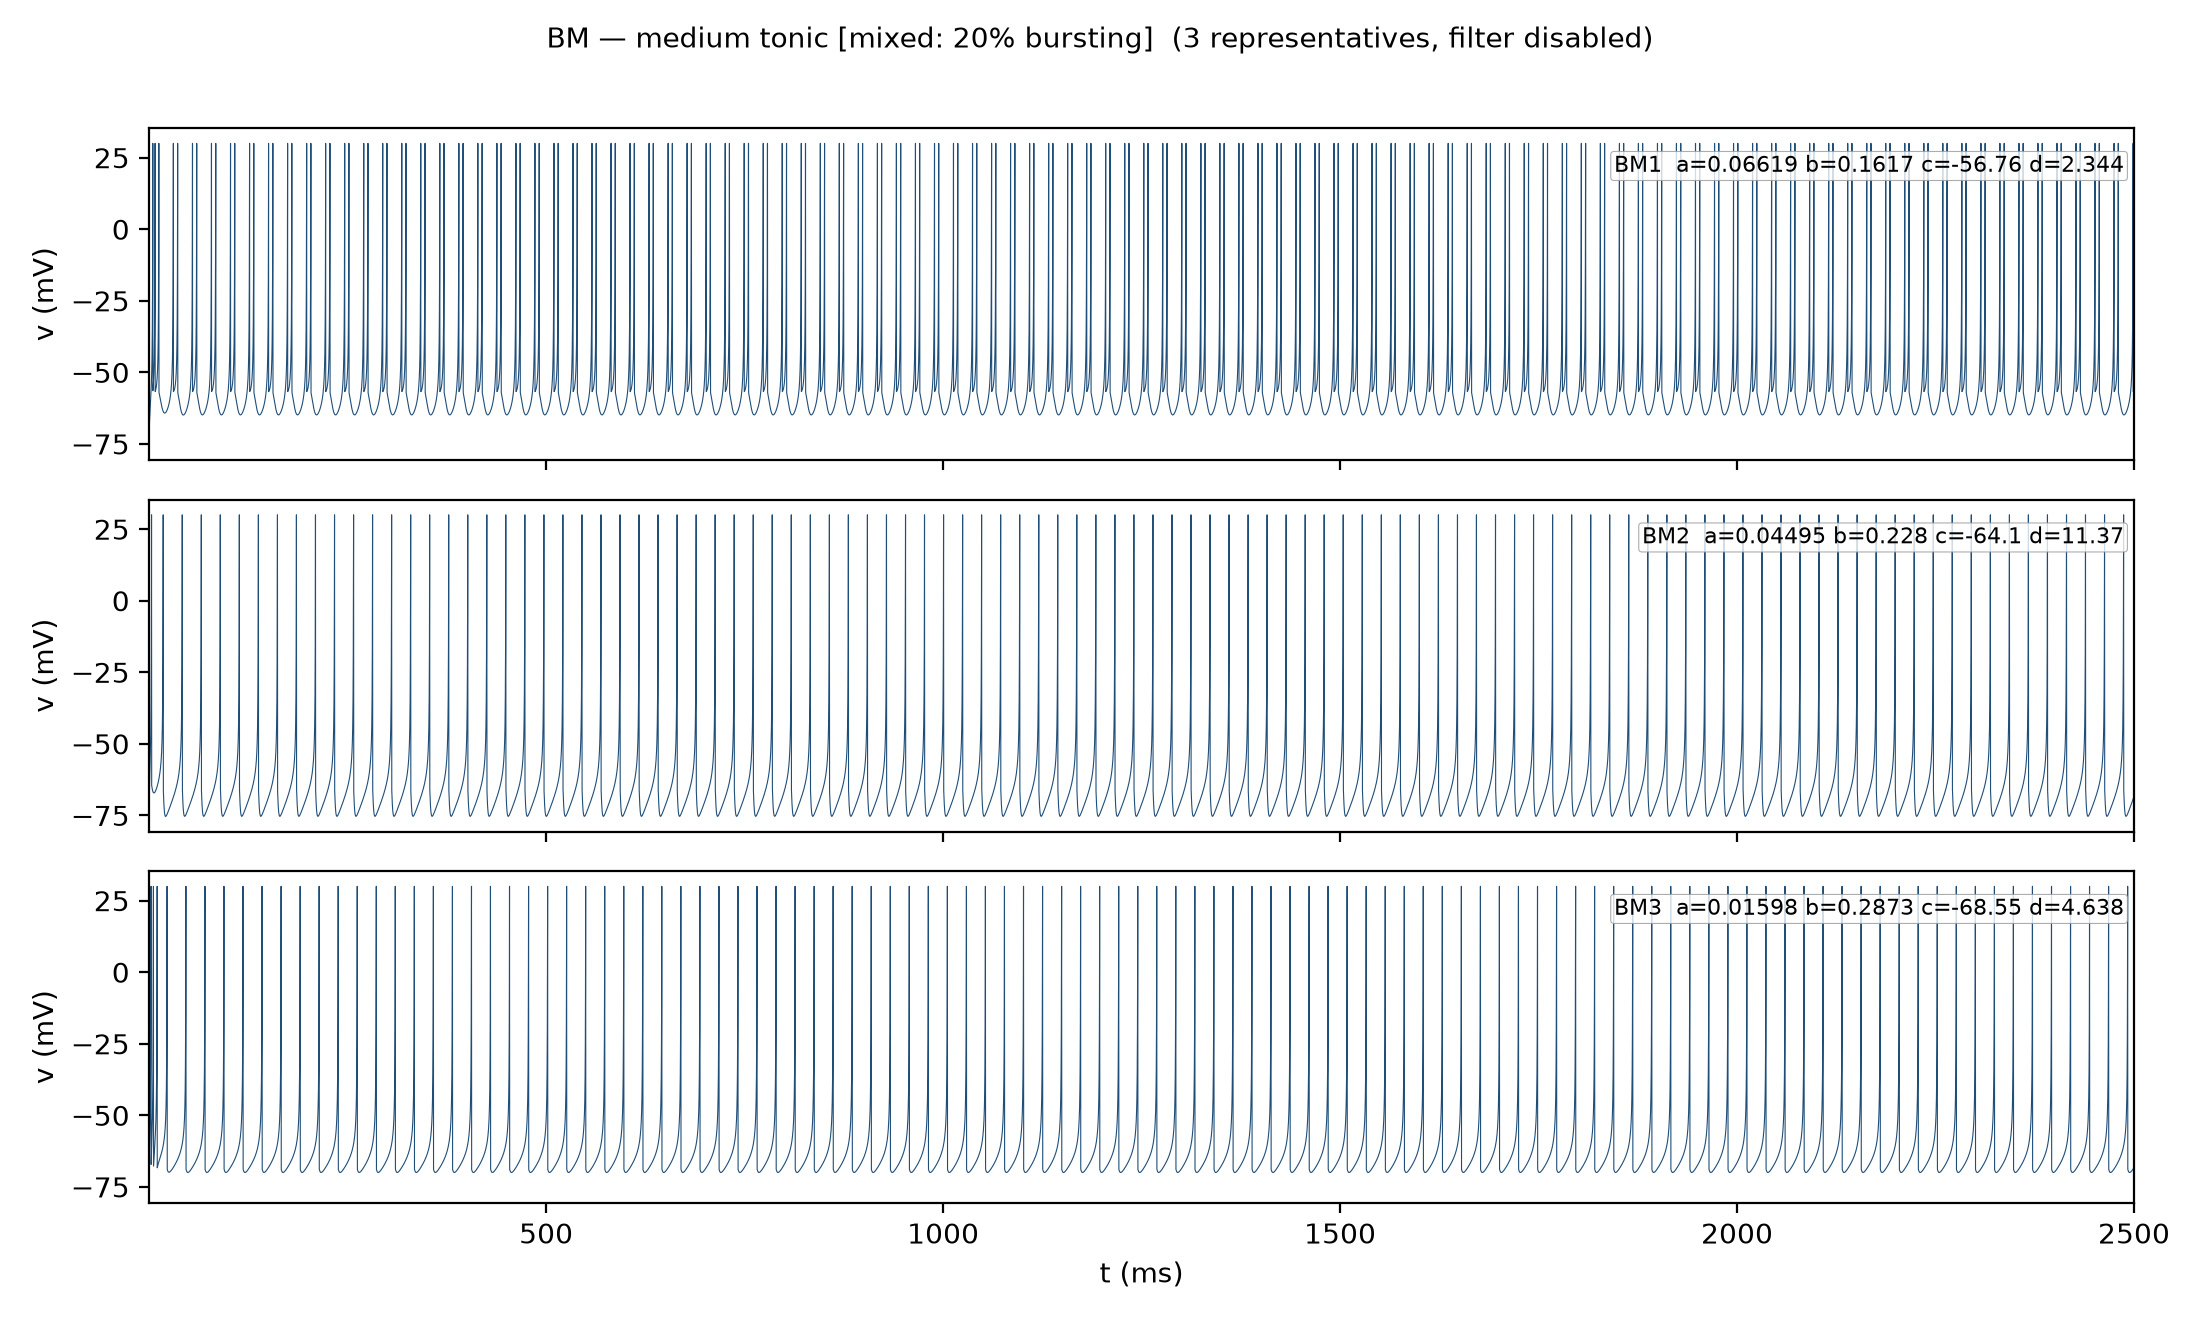 BM — medium tonic [mixed: 20% bursting]  (3 representatives, filter disabled)
25
0
−25
−50
−75
v (mV)
BM1  a=0.06619 b=0.1617 c=-56.76 d=2.344
25
0
−25
−50
−75
v (mV)
BM2  a=0.04495 b=0.228 c=-64.1 d=11.37
25
0
−25
−50
−75
v (mV)
BM3  a=0.01598 b=0.2873 c=-68.55 d=4.638
500 1000 1500 2000 2500
t (ms)